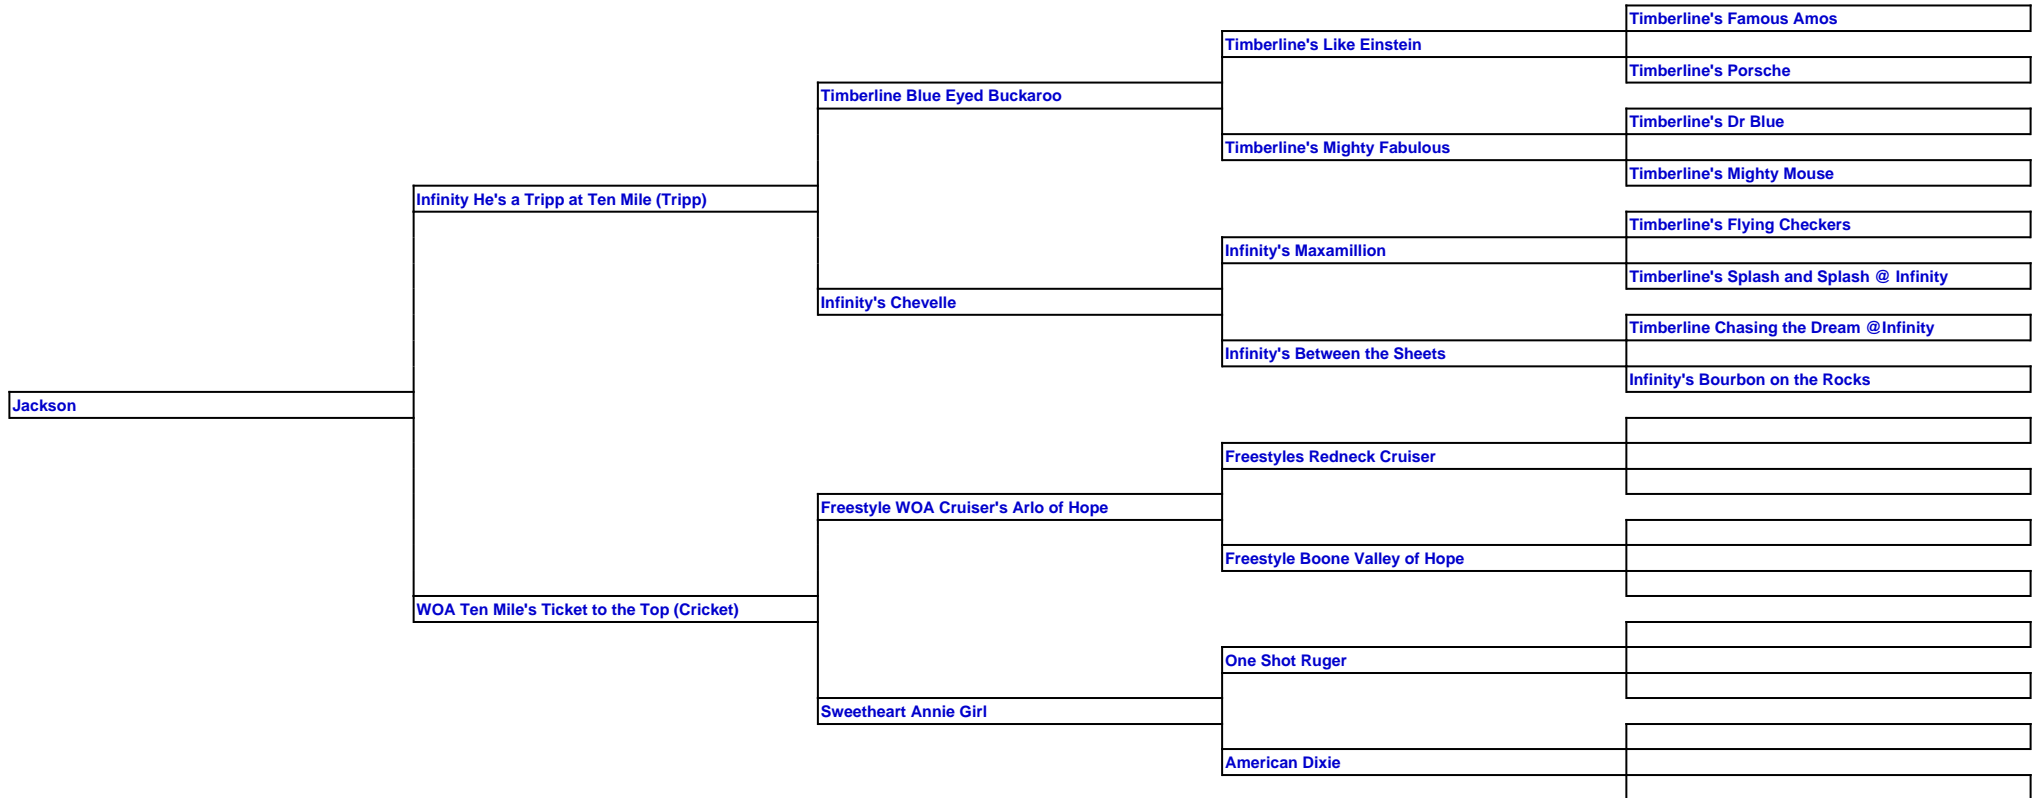 Timberline's Famous Amos
Timberline's Like Einstein
Timberline's Porsche
Timberline Blue Eyed Buckaroo
Timberline's Dr Blue
Timberline's Mighty Fabulous
Timberline's Mighty Mouse
Infinity He's a Tripp at Ten Mile (Tripp)
Timberline's Flying Checkers
Infinity's Maxamillion
Timberline's Splash and Splash @ Infinity
Infinity's Chevelle
Timberline Chasing the Dream @Infinity
Infinity's Between the Sheets
Infinity's Bourbon on the Rocks
Jackson
Freestyles Redneck Cruiser
Freestyle WOA Cruiser's Arlo of Hope
Freestyle Boone Valley of Hope
WOA Ten Mile's Ticket to the Top (Cricket)
One Shot Ruger
Sweetheart Annie Girl
American Dixie